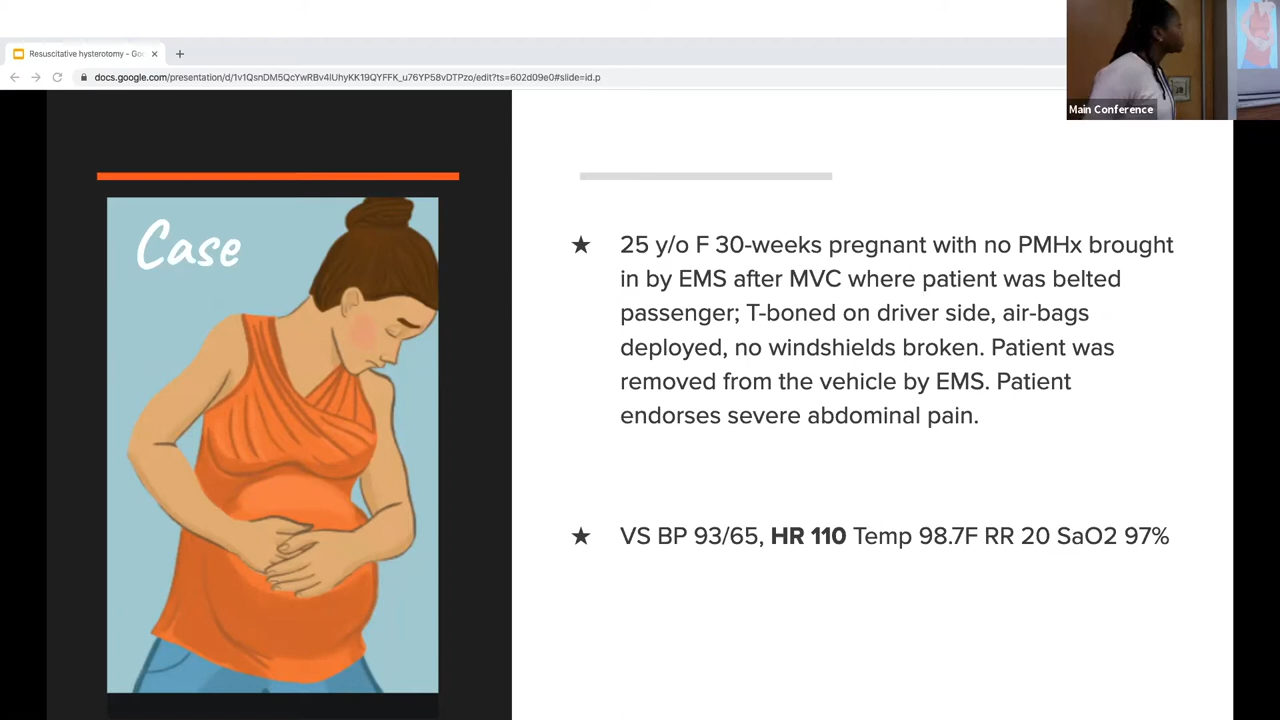 Resuscitative hysterotomy - Go
docs.google.com/presentation/d/1v1QsnDM5QcYwRBv4lUhyKK19QYFFK_u76YP58vDTPzo/edit?ts=602d09e0#slide=id.p
Main Conference
Case
★ 25 y/o F 30-weeks pregnant with no PMHx brought
in by EMS after MVC where patient was belted
passenger; T-boned on driver side, air-bags
deployed, no windshields broken. Patient was
removed from the vehicle by EMS. Patient
endorses severe abdominal pain.
★ VS BP 93/65, HR 110 Temp 98.7F RR 20 SaO2 97%